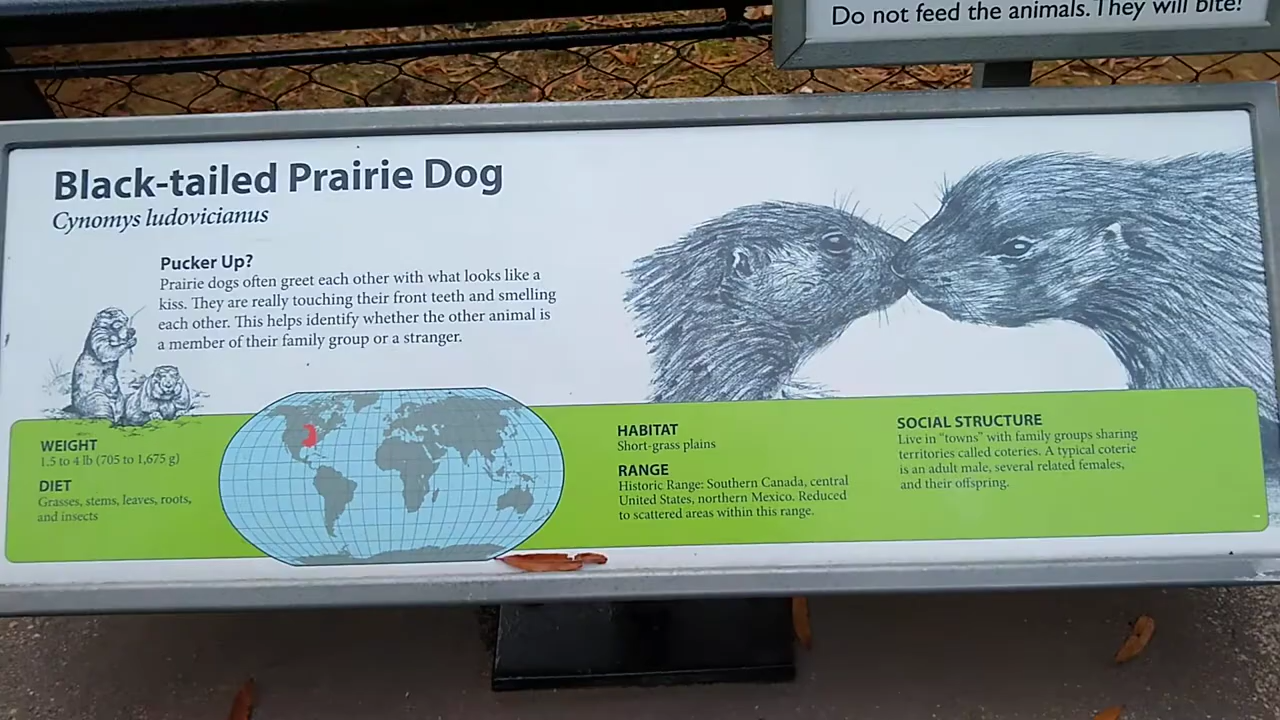 Do not feed the animals. They will bite!
Black-tailed Prairie Dog
Cynomys ludovicianus
Pucker Up?
Prairie dogs often greet each other with what looks like a
kiss. They are really touching their front teeth and smelling
each other. This helps identify whether the other animal is
a member of their family group or a stranger.
WEIGHT
1.5 to 4 lb (705 to 1,675 g)
DIET
Grasses, stems, leaves, roots,
and insects
HABITAT
Short-grass plains
RANGE
Historic Range: Southern Canada, central
United States, northern Mexico. Reduced
to scattered areas within this range.
SOCIAL STRUCTURE
Live in “towns” with family groups sharing
territories called coteries. A typical coterie
is an adult male, several related females,
and their offspring.